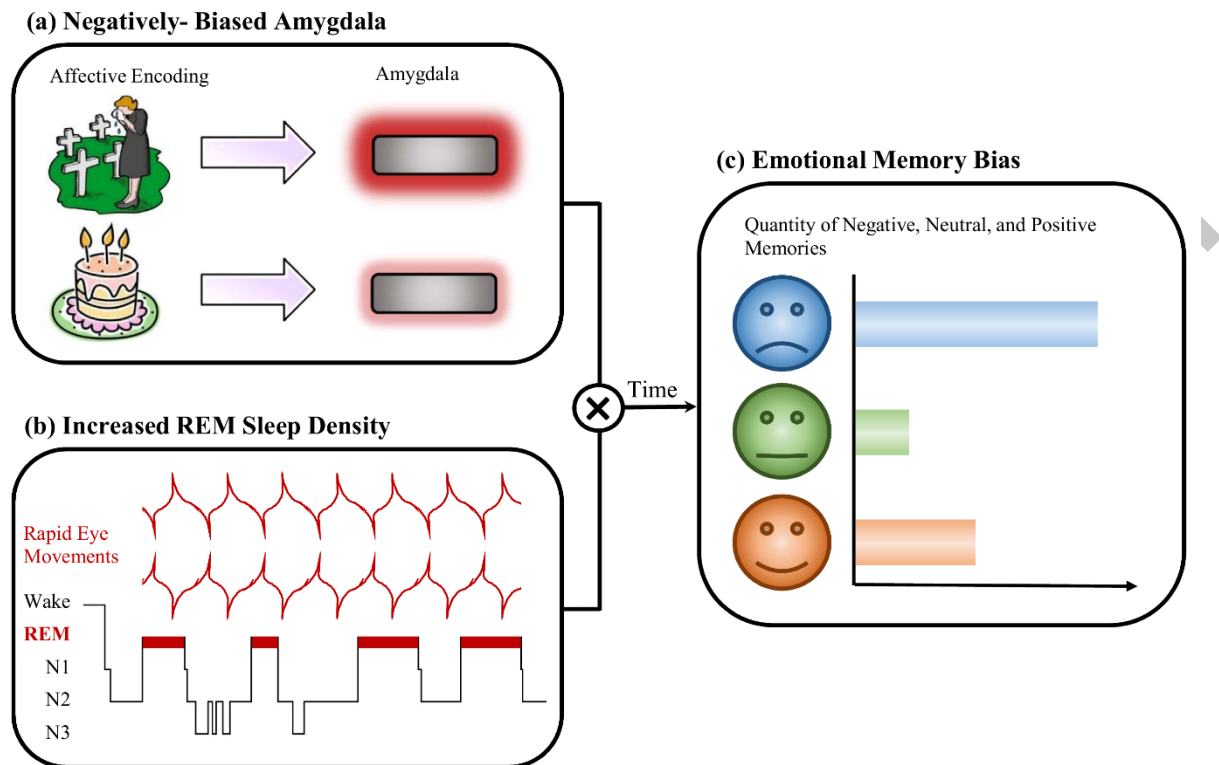 (a) Negatively- Biased Amygdala
Affective Encoding
Amygdala
(b) Increased REM Sleep Density
Rapid Eye
Movements
Wake
REM
N1
N2
N3
Time
(c) Emotional Memory Bias
Quantity of Negative, Neutral, and Positive
Memories